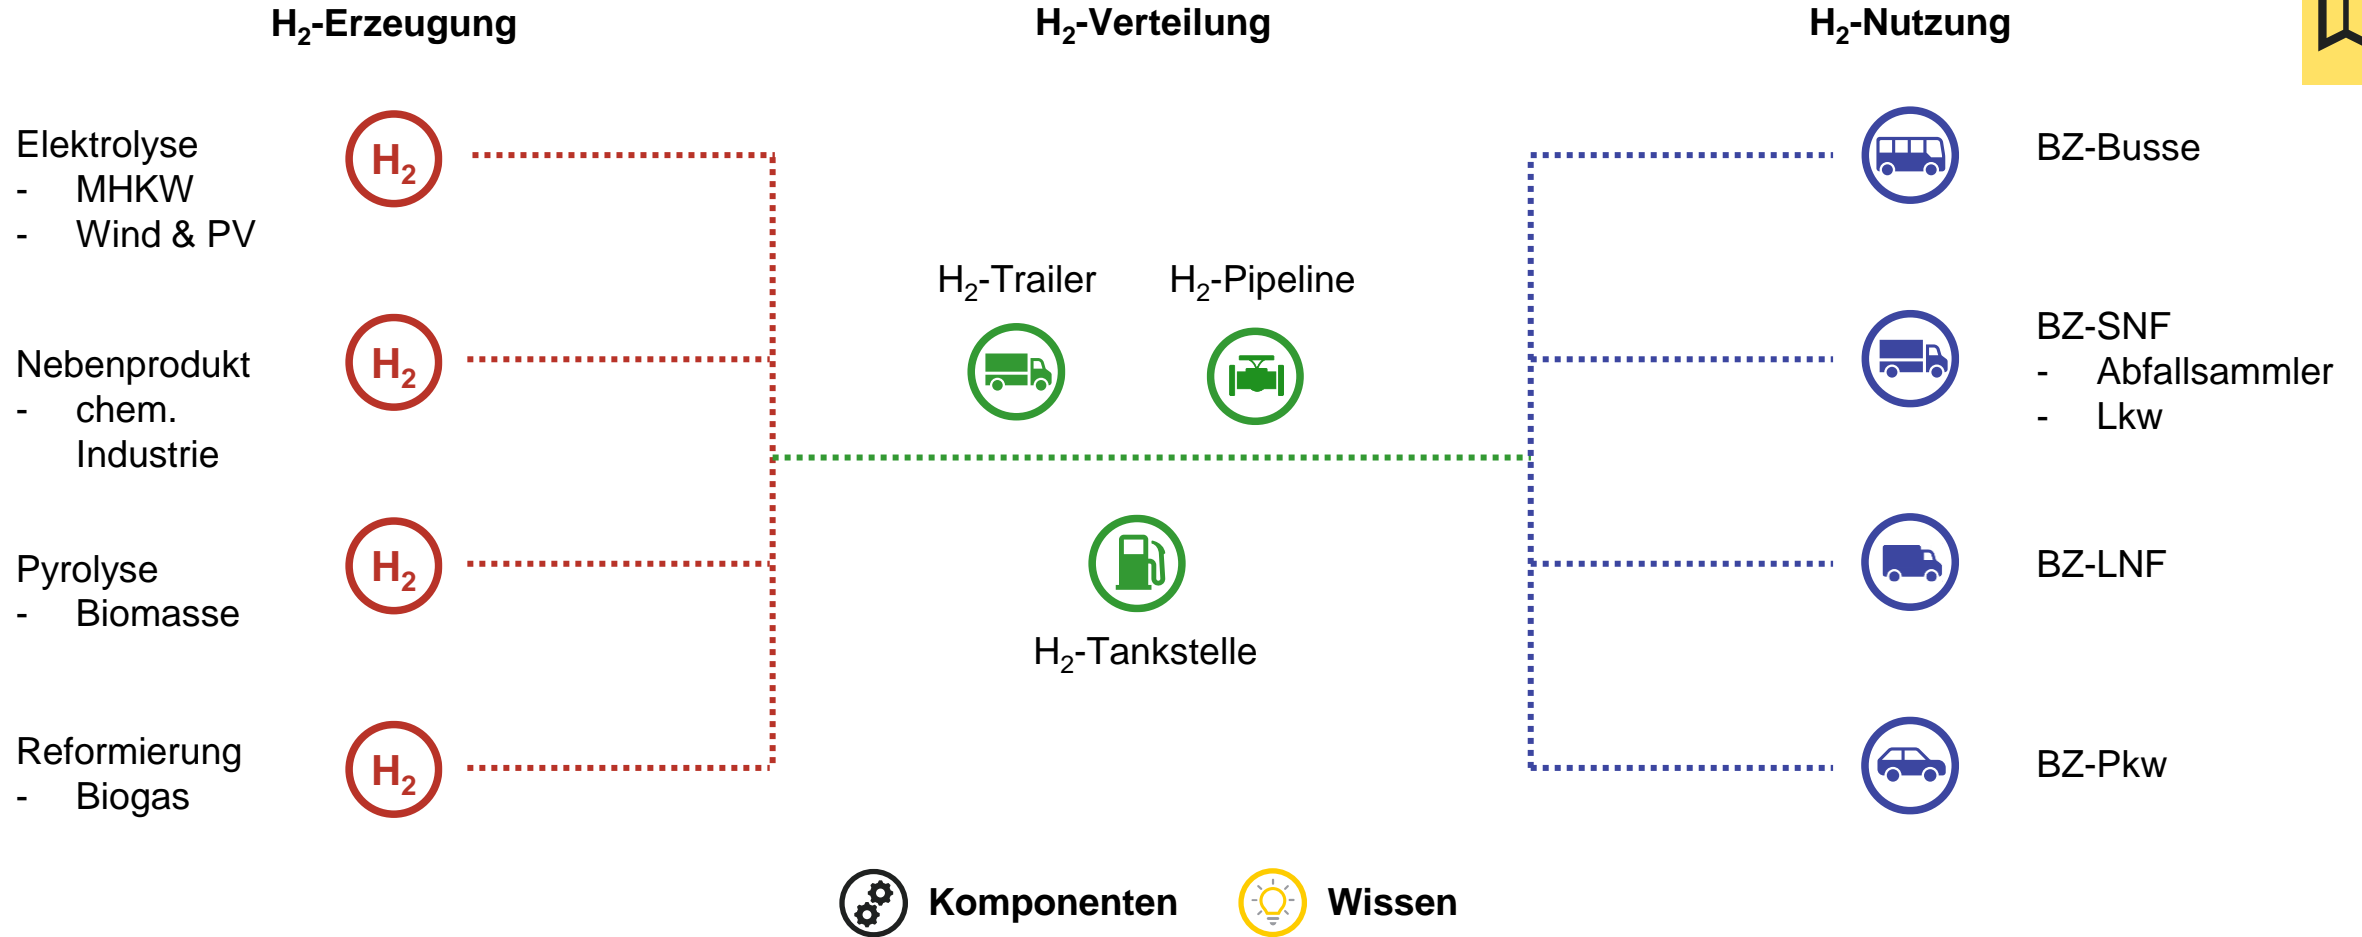 H₂-Erzeugung
H₂-Verteilung
H₂-Nutzung
Elektrolyse
- MHKW
- Wind & PV
H₂
Nebenprodukt
- chem.
Industrie
H₂
Pyrolyse
- Biomasse
H₂
Reformierung
- Biogas
H₂
H₂-Trailer
H₂-Pipeline
H₂-Tankstelle
BZ-Busse
BZ-SNF
- Abfallsammler
- Lkw
BZ-LNF
BZ-Pkw
Komponenten
Wissen